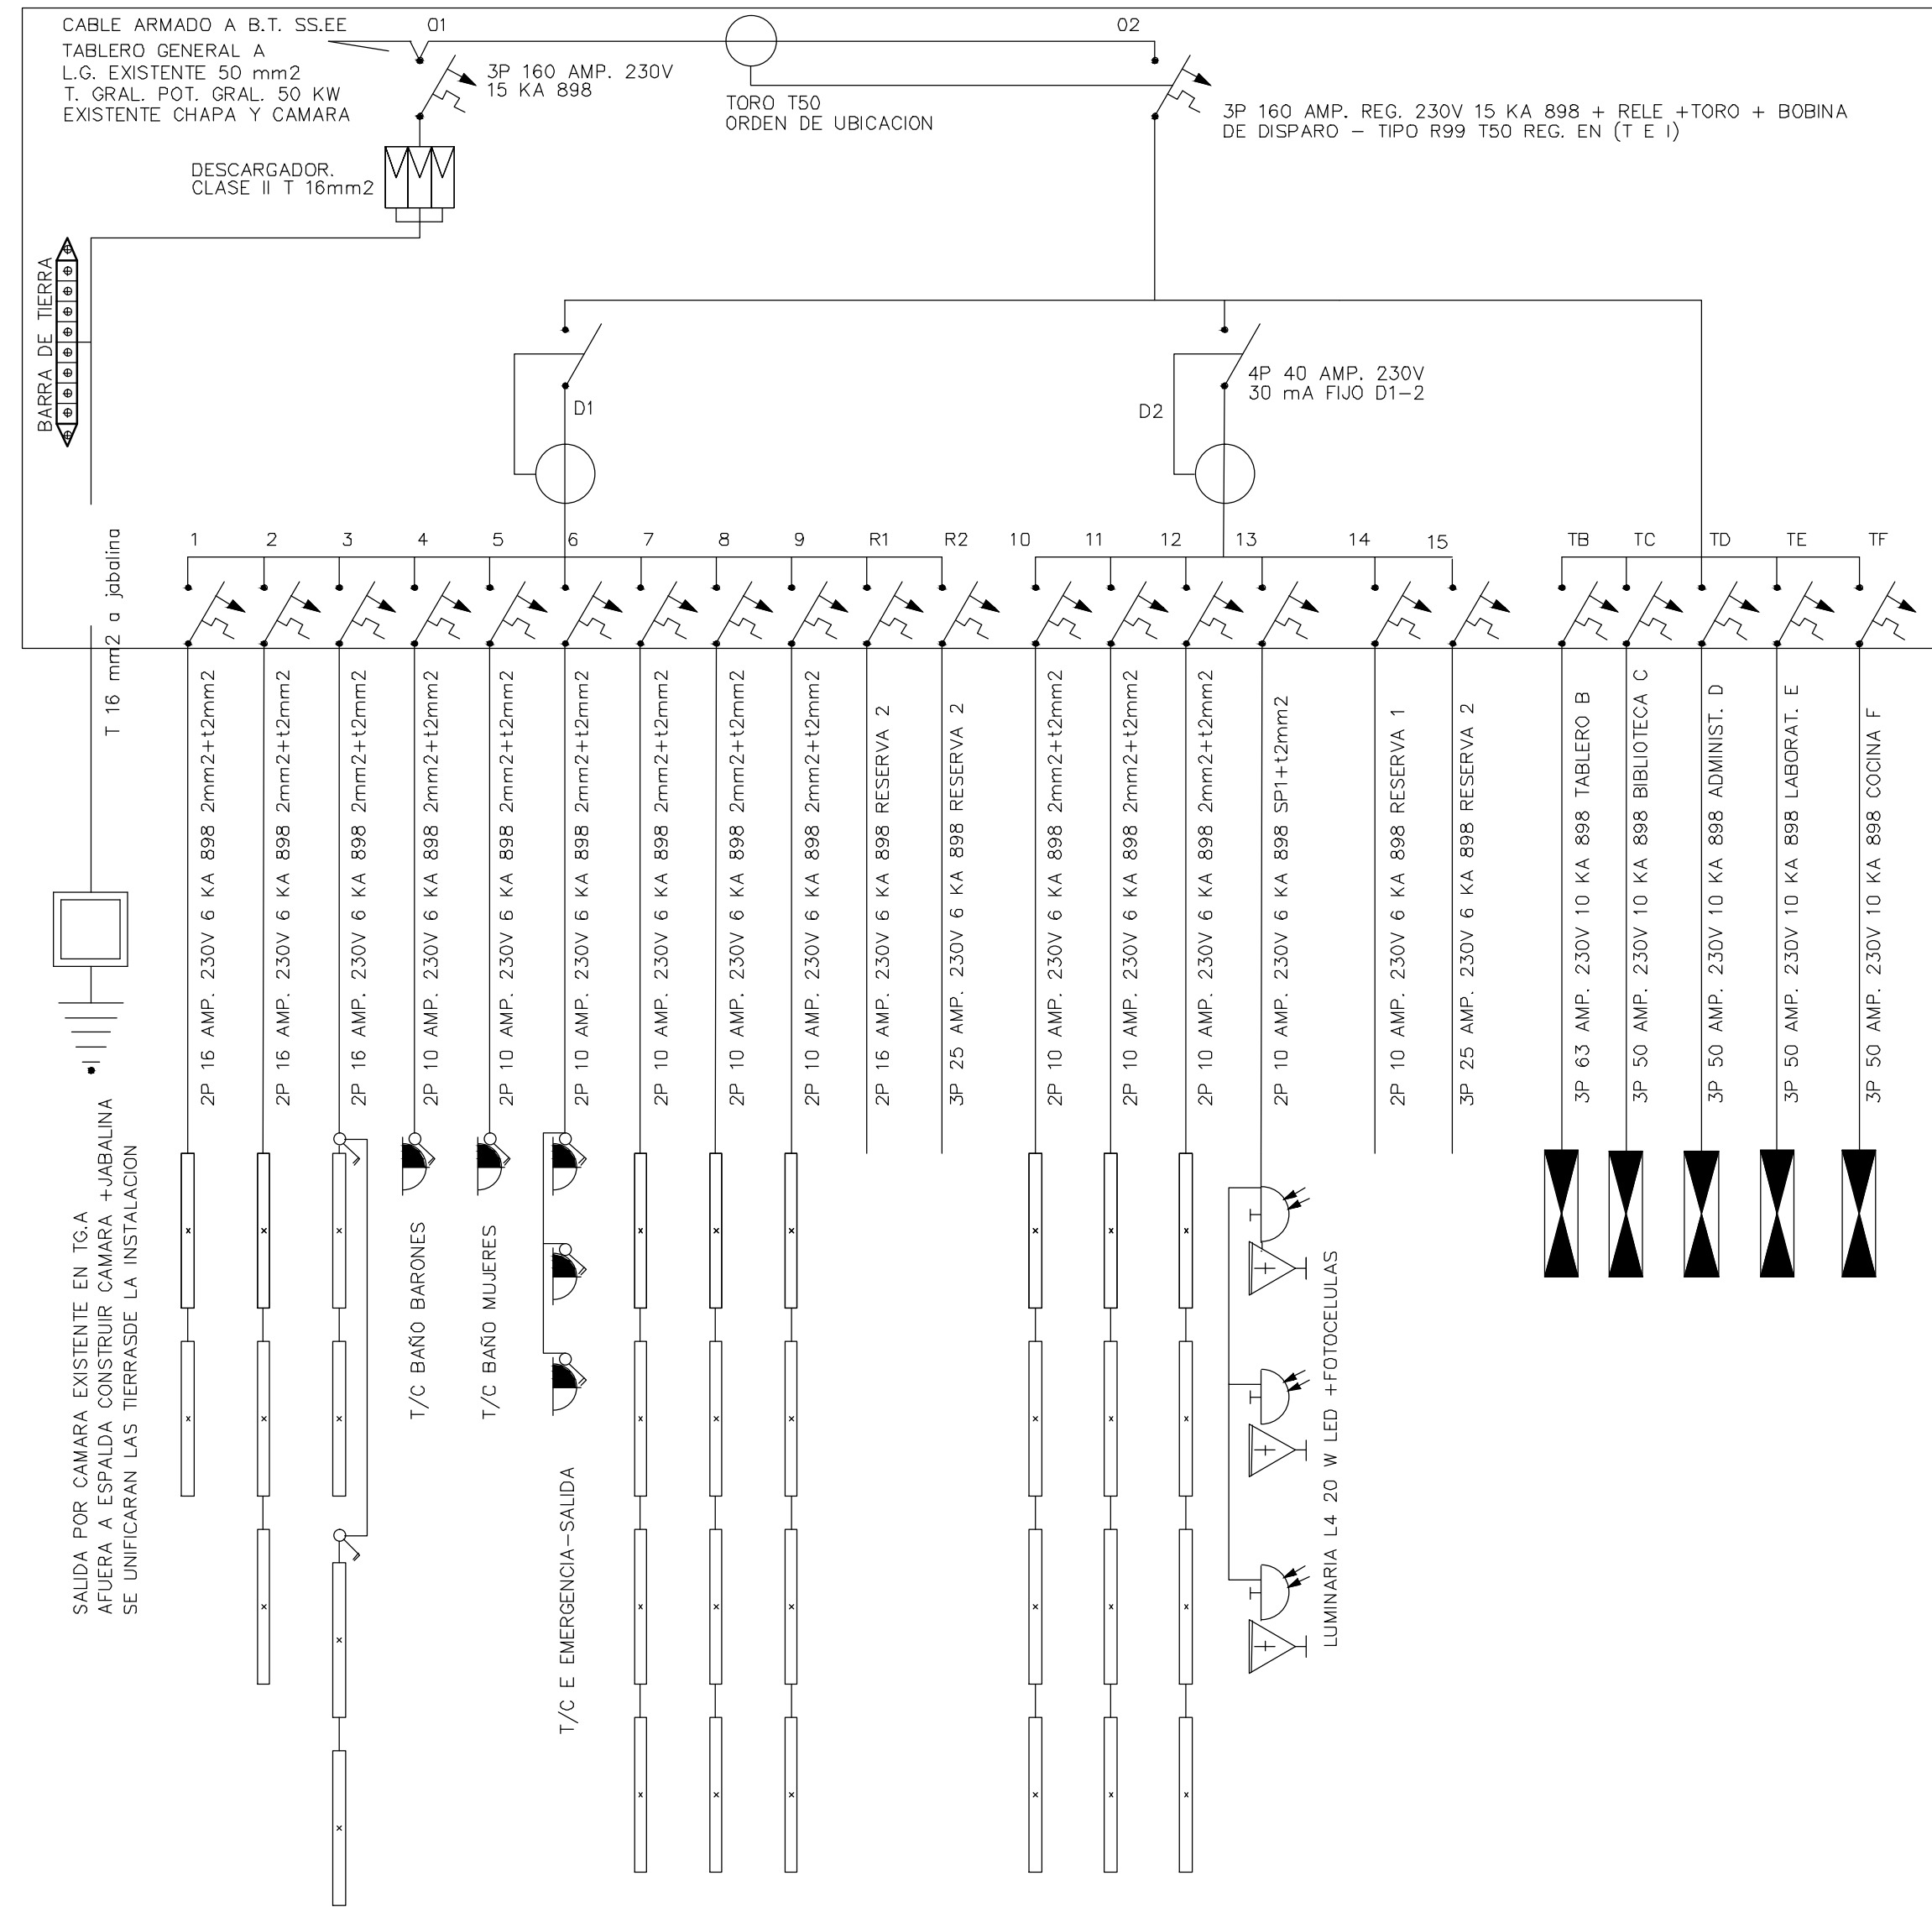 CABLE ARMADO A B.T. SS.EE
TABLERO GENERAL A
L.G. EXISTENTE 50 mm2
T. GRAL. POT. GRAL. 50 KW
EXISTENTE CHAPA Y CAMARA
01
3P 160 AMP. 230V
15 KA 898
TORO T50
ORDEN DE UBICACION
02
3P 160 AMP. REG. 230V 15 KA 898 + RELE +TORO + BOBINA
DE DISPARO – TIPO R99 T50 REG. EN (T E I)
DESCARGADOR.
CLASE II T 16mm2
BARRA DE TIERRA
D1
D2
4P 40 AMP. 230V
30 mA FIJO D1–2
T 16 mm2 a jabalina
1
2
3
4
5
6
7
8
9
R1
R2
10
11
12
13
14
15
TB
TC
TD
TE
TF
2P 16 AMP. 230V 6 KA 898 2mm2+t2mm2
2P 16 AMP. 230V 6 KA 898 2mm2+t2mm2
2P 16 AMP. 230V 6 KA 898 2mm2+t2mm2
2P 10 AMP. 230V 6 KA 898 2mm2+t2mm2
2P 10 AMP. 230V 6 KA 898 2mm2+t2mm2
2P 10 AMP. 230V 6 KA 898 2mm2+t2mm2
2P 10 AMP. 230V 6 KA 898 2mm2+t2mm2
2P 10 AMP. 230V 6 KA 898 2mm2+t2mm2
2P 10 AMP. 230V 6 KA 898 2mm2+t2mm2
2P 16 AMP. 230V 6 KA 898 RESERVA 2
3P 25 AMP. 230V 6 KA 898 RESERVA 2
2P 10 AMP. 230V 6 KA 898 2mm2+t2mm2
2P 10 AMP. 230V 6 KA 898 2mm2+t2mm2
2P 10 AMP. 230V 6 KA 898 2mm2+t2mm2
2P 10 AMP. 230V 6 KA 898 SP1+t2mm2
2P 10 AMP. 230V 6 KA 898 RESERVA 1
3P 25 AMP. 230V 6 KA 898 RESERVA 2
3P 63 AMP. 230V 10 KA 898 TABLERO B
3P 50 AMP. 230V 10 KA 898 BIBLIOTECA C
3P 50 AMP. 230V 10 KA 898 ADMINIST. D
3P 50 AMP. 230V 10 KA 898 LABORAT. E
3P 50 AMP. 230V 10 KA 898 COCINA F
SALIDA POR CAMARA EXISTENTE EN TG.A
AFUERA A ESPALDA CONSTRUIR CAMARA +JABALINA
SE UNIFICARAN LAS TIERRASDE LA INSTALACION
T/C BAÑO BARONES
T/C BAÑO MUJERES
T/C E EMERGENCIA–SALIDA
LUMINARIA L4 20 W LED +FOTOCELULAS